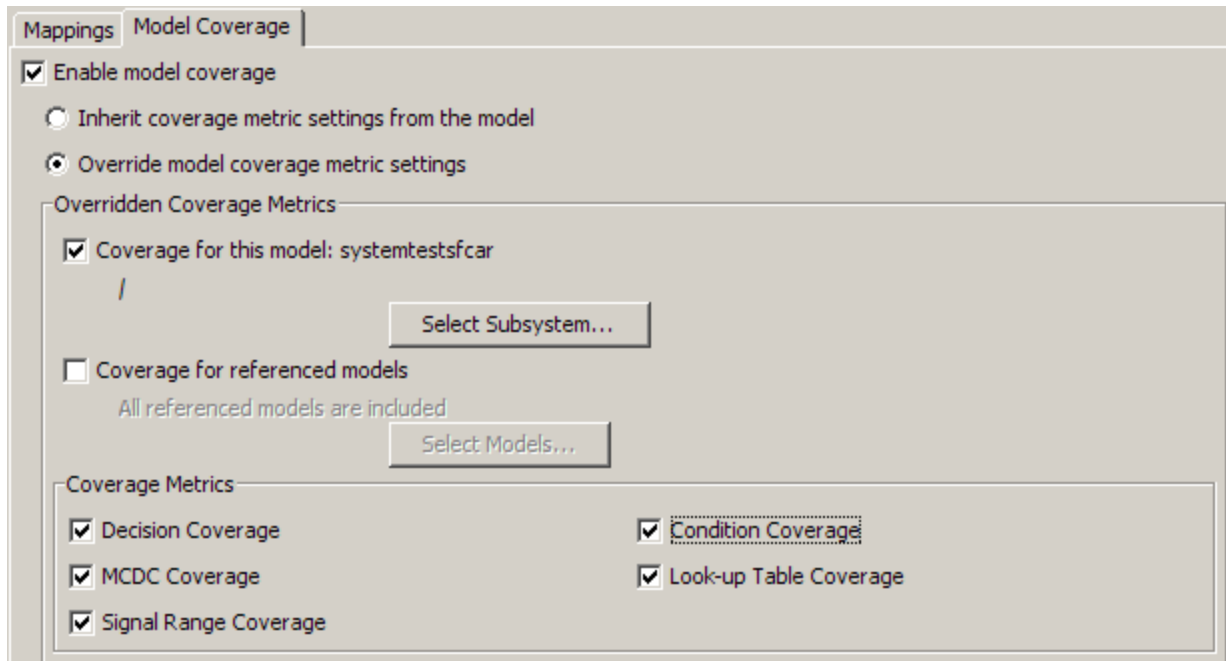 Mappings Model Coverage
Enable model coverage
Inherit coverage metric settings from the model
Override model coverage metric settings
Overridden Coverage Metrics
Coverage for this model: systemtestsfcar
/
Select Subsystem...
Coverage for referenced models
All referenced models are included
Select Models...
Coverage Metrics
Decision Coverage Condition Coverage
MCDC Coverage Look-up Table Coverage
Signal Range Coverage